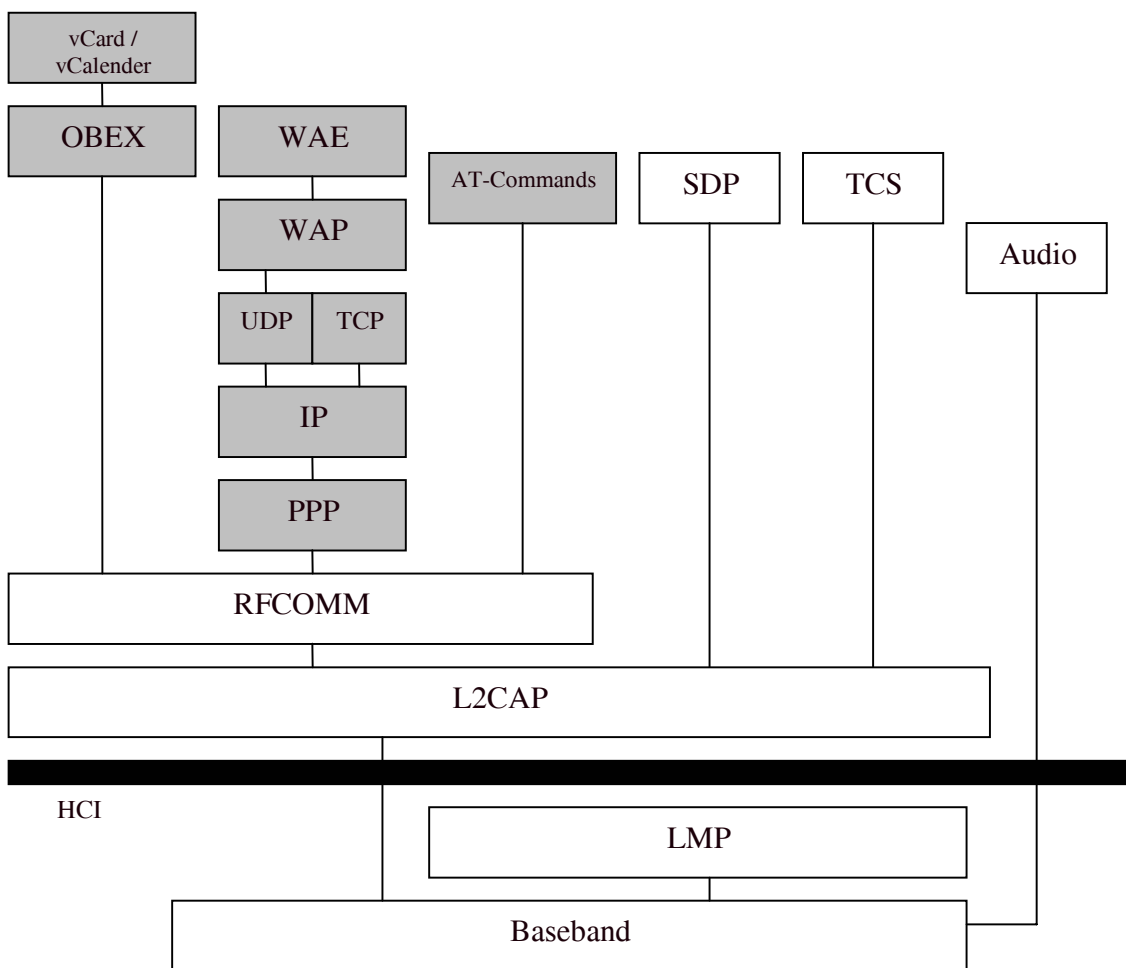 vCard /
vCalender
OBEX
WAE
AT-Commands
SDP
TCS
WAP
Audio
UDP
TCP
IP
PPP
RFCOMM
L2CAP
HCI
LMP
Baseband